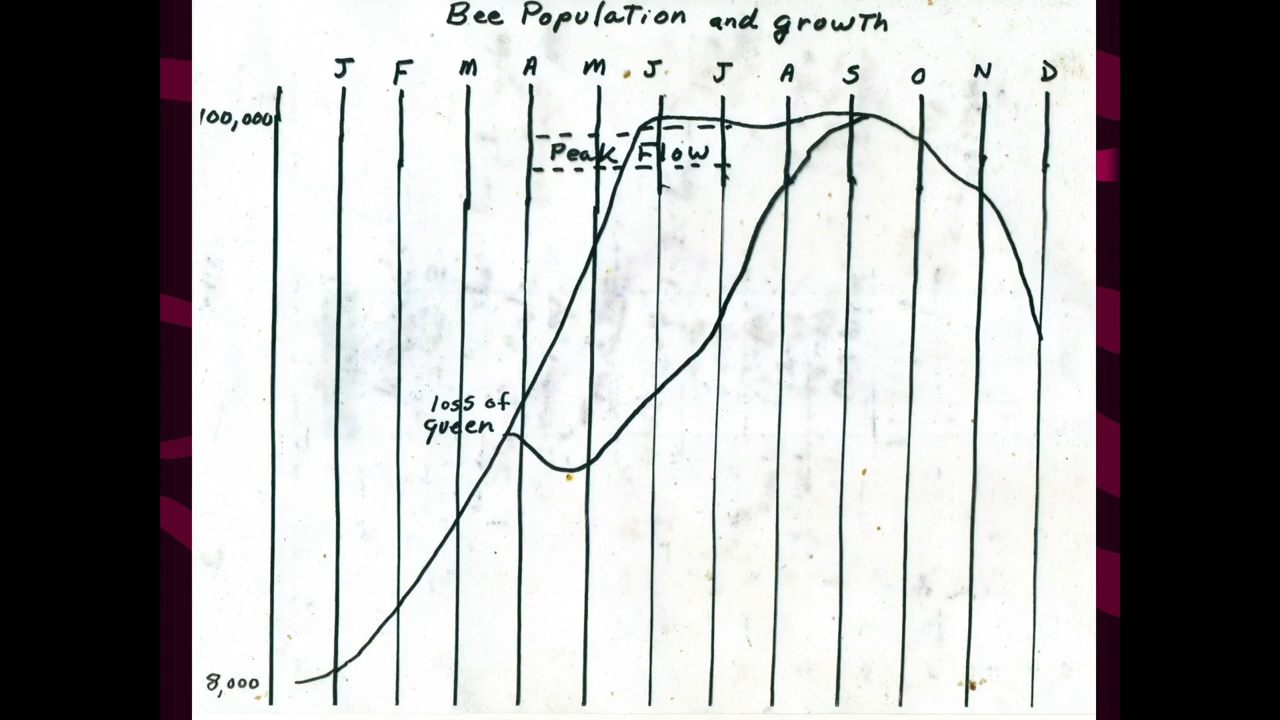 Bee Population and growth
J F M A M J J A S O N D
100,000
Peak Flow
loss of
queen
8,000